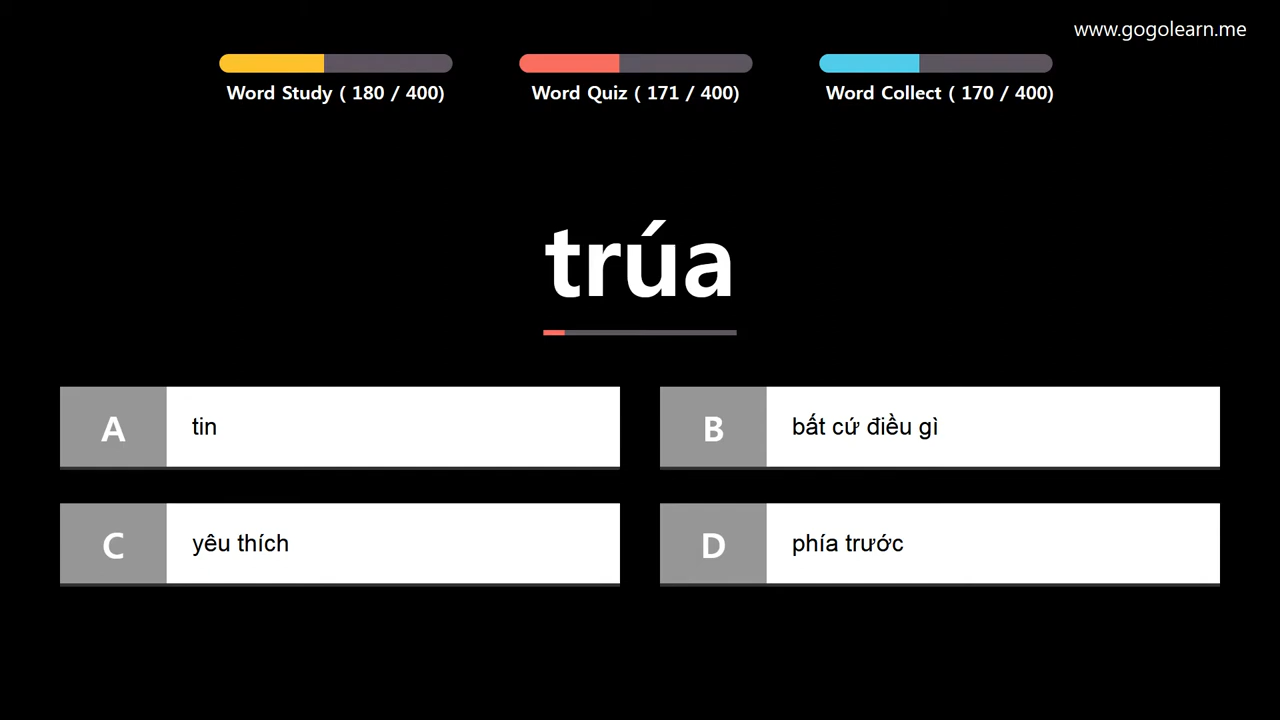 www.gogolearn.me
Word Study ( 180 / 400)
Word Quiz ( 171 / 400)
Word Collect ( 170 / 400)
trúa
A
tin
B
bất cứ điều gì
C
yêu thích
D
phía trước